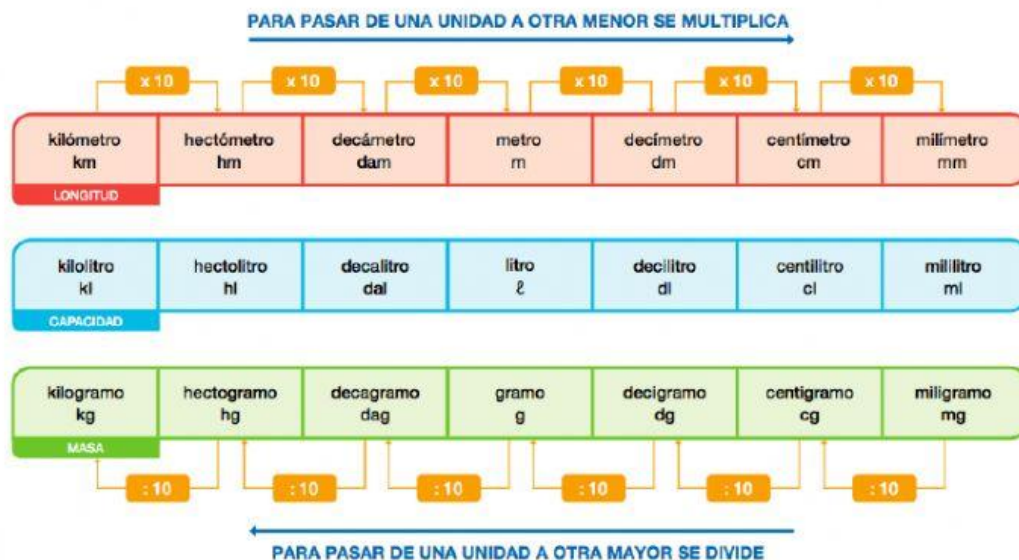 PARA PASAR DE UNA UNIDAD A OTRA MENOR SE MULTIPLICA
x 10 x 10 x 10 x 10 x 10 x 10
kilómetro hectómetro decámetro metro decímetro centímetro milímetro
km hm dam m dm cm mm
LONGITUD
kilolitro hectolitro decalitro litro decilitro centilitro mililitro
kl hl dal ℓ dl cl ml
CAPACIDAD
kilogramo hectogramo decagramo gramo decigramo centigramo miligramo
kg hg dag g dg cg mg
MASA
: 10 : 10 : 10 : 10 : 10 : 10
PARA PASAR DE UNA UNIDAD A OTRA MAYOR SE DIVIDE